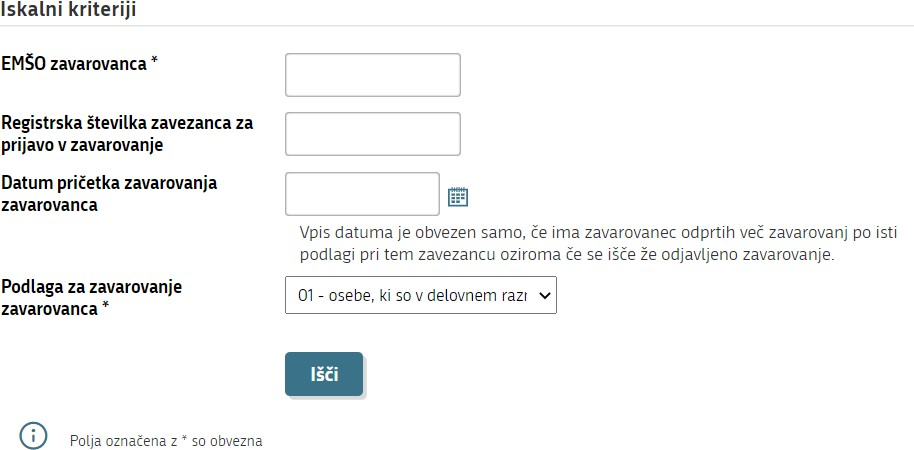 Iskalni kriteriji
EMŠO zavarovanca *
Registrska številka zavezanca za
prijavo v zavarovanje
Datum pričetka zavarovanja
zavarovanca
Vpis datuma je obvezen samo, če ima zavarovanec odprtih več zavarovanj po isti
podlagi pri tem zavezancu oziroma če se išče že odjavljeno zavarovanje.
Podlaga za zavarovanje
zavarovanca *
01 - osebe, ki so v delovnem razr
Išči
Polja označena z * so obvezna